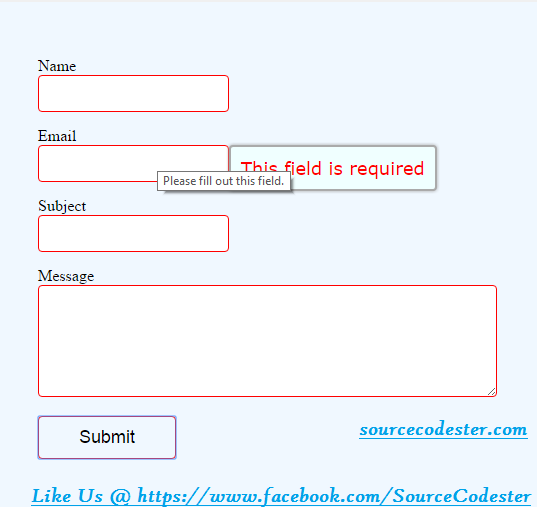 Name
Email
This field is required
Please fill out this field.
Subject
Message
Submit
sourcecodester.com
Like Us @ https://www.facebook.com/SourceCodester